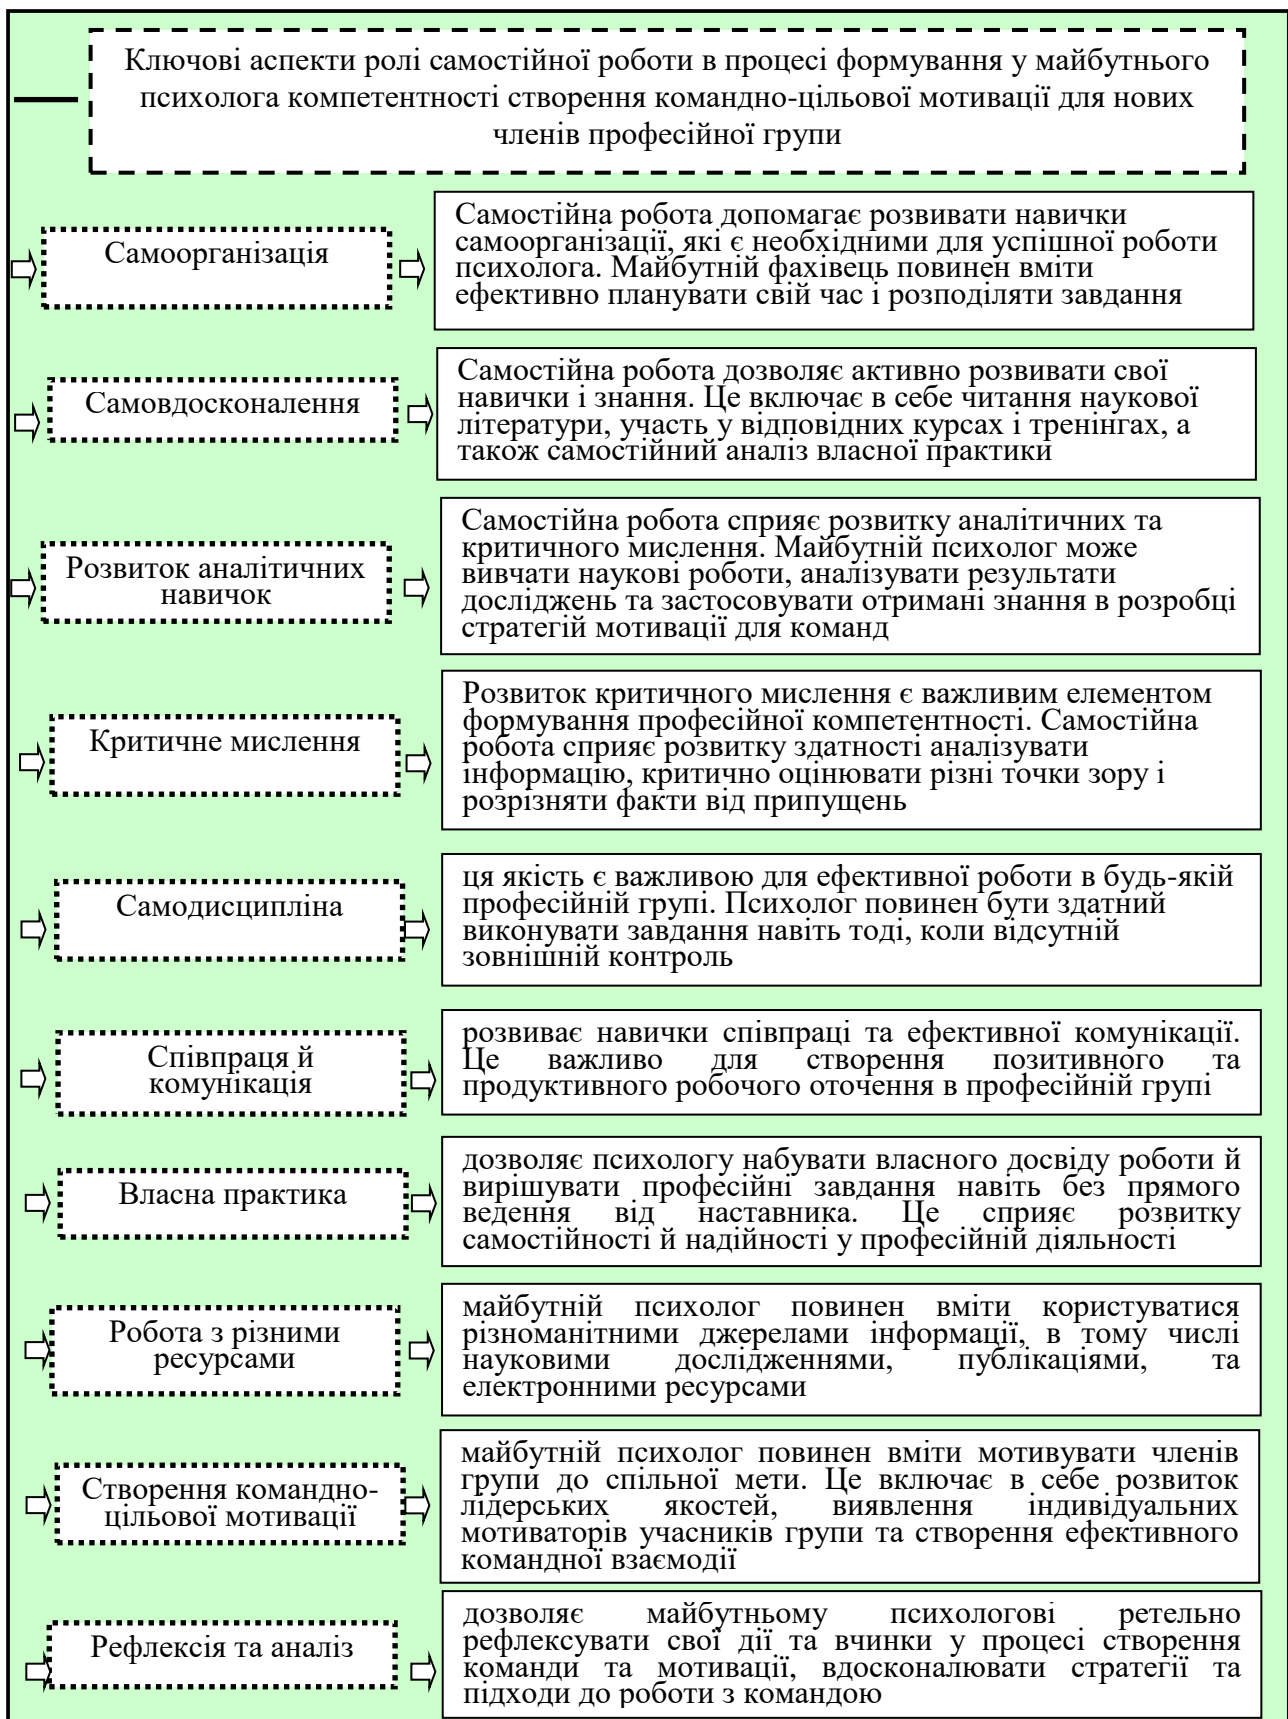 Ключові аспекти ролі самостійної роботи в процесі формування у майбутнього
психолога компетентності створення командно-цільової мотивації для нових
членів професійної групи
Самоорганізація
Самостійна робота допомагає розвивати навички
самоорганізації, які є необхідними для успішної роботи
психолога. Майбутній фахівець повинен вміти
ефективно планувати свій час і розподіляти завдання
Самовдосконалення
Самостійна робота дозволяє активно розвивати свої
навички і знання. Це включає в себе читання наукової
літератури, участь у відповідних курсах і тренінгах, а
також самостійний аналіз власної практики
Розвиток аналітичних
навичок
Самостійна робота сприяє розвитку аналітичних та
критичного мислення. Майбутній психолог може
вивчати наукові роботи, аналізувати результати
досліджень та застосовувати отримані знання в розробці
стратегій мотивації для команд
Критичне мислення
Розвиток критичного мислення є важливим елементом
формування професійної компетентності. Самостійна
робота сприяє розвитку здатності аналізувати
інформацію, критично оцінювати різні точки зору і
розрізняти факти від припущень
Самодисципліна
ця якість є важливою для ефективної роботи в будь-якій
професійній групі. Психолог повинен бути здатний
виконувати завдання навіть тоді, коли відсутній
зовнішній контроль
Співпраця й
комунікація
розвиває навички співпраці та ефективної комунікації.
Це важливо для створення позитивного та
продуктивного робочого оточення в професійній групі
Власна практика
дозволяє психологу набувати власного досвіду роботи й
вирішувати професійні завдання навіть без прямого
ведення від наставника. Це сприяє розвитку
самостійності й надійності у професійній діяльності
Робота з різними
ресурсами
майбутній психолог повинен вміти користуватися
різноманітними джерелами інформації, в тому числі
науковими дослідженнями, публікаціями, та
електронними ресурсами
Створення командно-
цільової мотивації
майбутній психолог повинен вміти мотивувати членів
групи до спільної мети. Це включає в себе розвиток
лідерських якостей, виявлення індивідуальних
мотиваторів учасників групи та створення ефективного
командної взаємодії
Рефлексія та аналіз
дозволяє майбутньому психологові ретельно
рефлексувати свої дії та вчинки у процесі створення
команди та мотивації, вдосконалювати стратегії та
підходи до роботи з командою